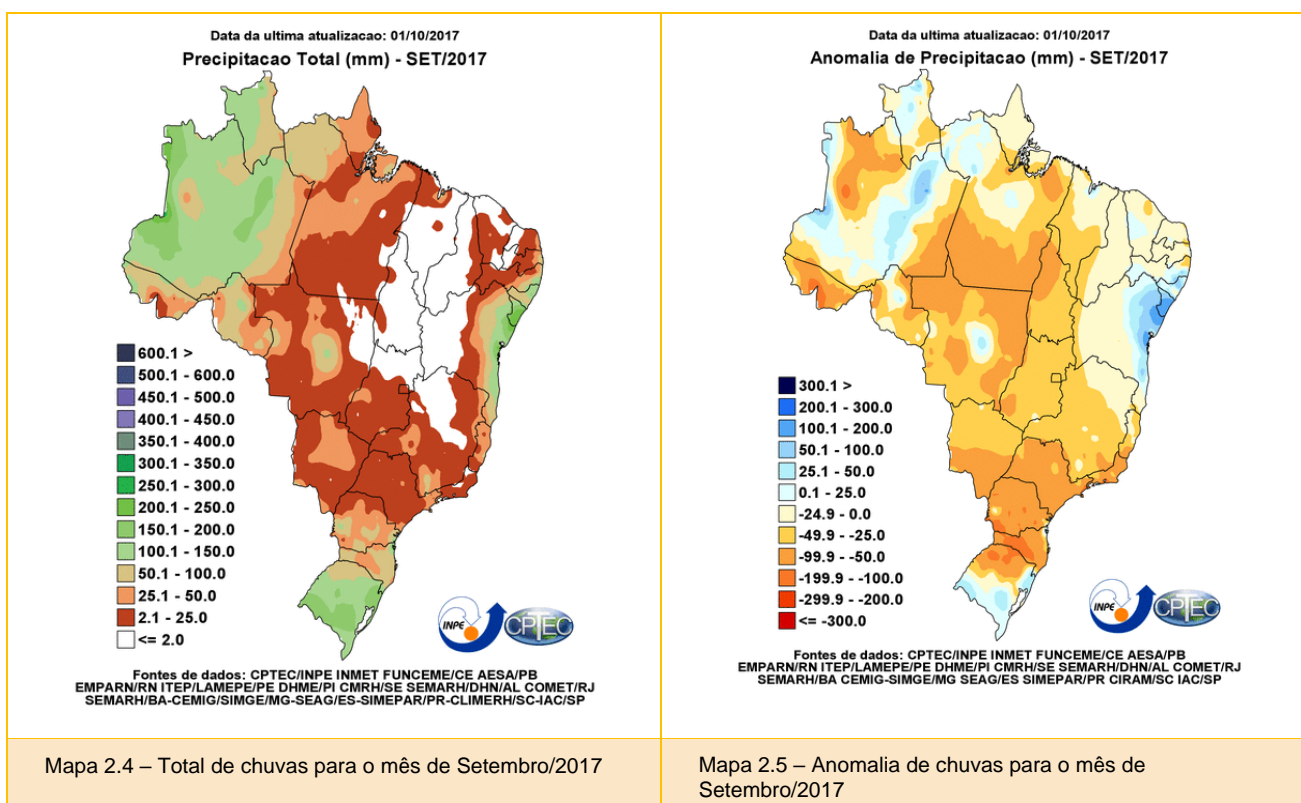 Data da ultima atualizacao: 01/10/2017
Precipitacao Total (mm) - SET/2017
600.1 >
500.1 - 600.0
450.1 - 500.0
400.1 - 450.0
350.1 - 400.0
300.1 - 350.0
250.1 - 300.0
200.1 - 250.0
150.1 - 200.0
100.1 - 150.0
50.1 - 100.0
25.1 - 50.0
2.1 - 25.0
<= 2.0
INPE
CPTEC
Fontes de dados: CPTEC/INPE INMET FUNCEME/CE AESA/PB
EMPARN/RN ITEP/LAMEPE/PE DHME/PI CMRH/SE SEMARH/DHN/AL COMET/RJ
SEMARH/BA-CEMIG/SIMGE/MG-SEAG/ES-SIMEPAR/PR-CLIMERH/SC-IAC/SP
Mapa 2.4 – Total de chuvas para o mês de Setembro/2017
Data da ultima atualizacao: 01/10/2017
Anomalia de Precipitacao (mm) - SET/2017
300.1 >
200.1 - 300.0
100.1 - 200.0
50.1 - 100.0
25.1 - 50.0
0.1 - 25.0
-24.9 - 0.0
-49.9 - -25.0
-99.9 - -50.0
-199.9 - -100.0
-299.9 - -200.0
<= -300.0
INPE
CPTEC
Fontes de dados: CPTEC/INPE INMET FUNCEME/CE AESA/PB
EMPARN/RN ITEP/LAMEPE/PE DHME/PI CMRH/SE SEMARH/DHN/AL COMET/RJ
SEMARH/BA CEMIG-SIMGE/MG SEAG/ES SIMEPAR/PR CIRAM/SC IAC/SP
Mapa 2.5 – Anomalia de chuvas para o mês de
Setembro/2017